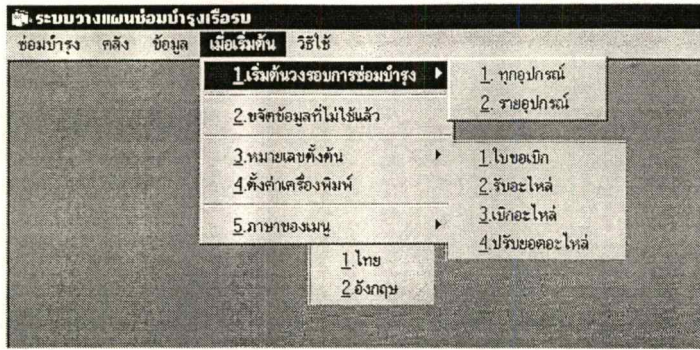 ระบบวางแผนซ่อมบำรุงเรือรบ
ซ่อมบำรุง คลัง ข้อมูล เมื่อเริ่มต้น วิธีใช้
1.เริ่มต้นวงรอบการซ่อมบำรุง
1. ทุกอุปกรณ์
2. รายอุปกรณ์
2.ขจัดข้อมูลที่ไม่ใช้แล้ว
3.หมายเลขตั้งต้น
1.ใบขอเบิก
2.รับอะไหล่
3.เบิกอะไหล่
4.ปรับยอดอะไหล่
4.ตั้งค่าเครื่องพิมพ์
5.ภาษาของเมนู
1.ไทย
2อังกฤษ